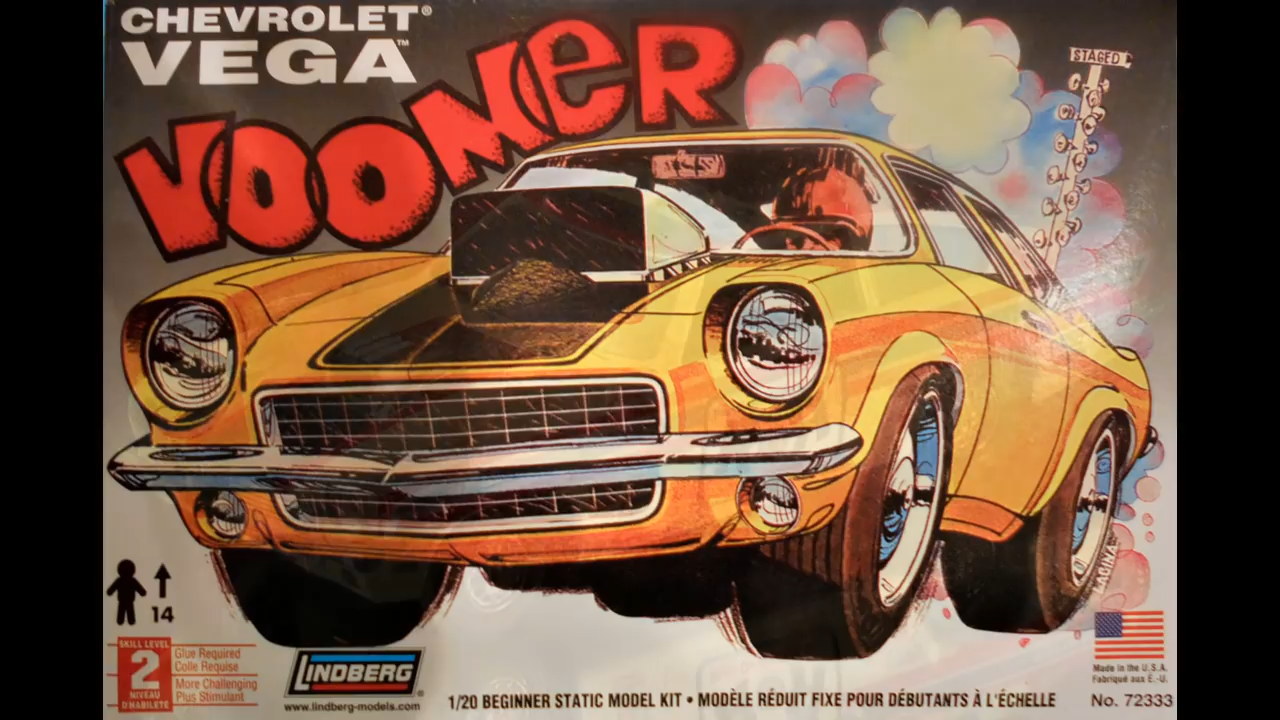 CHEVROLET®
VEGA™
VOOMER
STAGED
LADINA
14
SKILL LEVEL
2
NIVEAU
D'HABILETÉ
Glue Required
Colle Requise
More Challenging
Plus Stimulant
LINDBERG®
www.lindberg-models.com
1/20 BEGINNER STATIC MODEL KIT • MODÈLE RÉDUIT FIXE POUR DÉBUTANTS À L'ÉCHELLE
Made in the U.S.A.
Fabriqué aux É.-U.
No. 72333